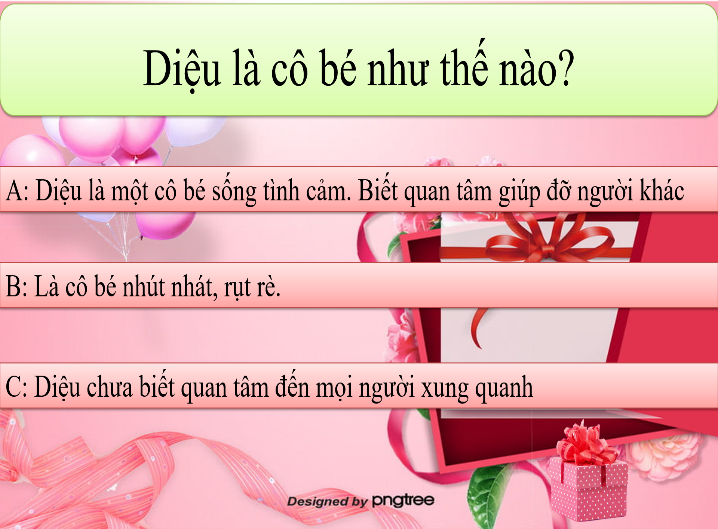 Diệu là cô bé như thế nào?
A: Diệu là một cô bé sống tình cảm. Biết quan tâm giúp đỡ người khác
B: Là cô bé nhút nhát, rụt rè.
C: Diệu chưa biết quan tâm đến mọi người xung quanh
Designed by pngtree